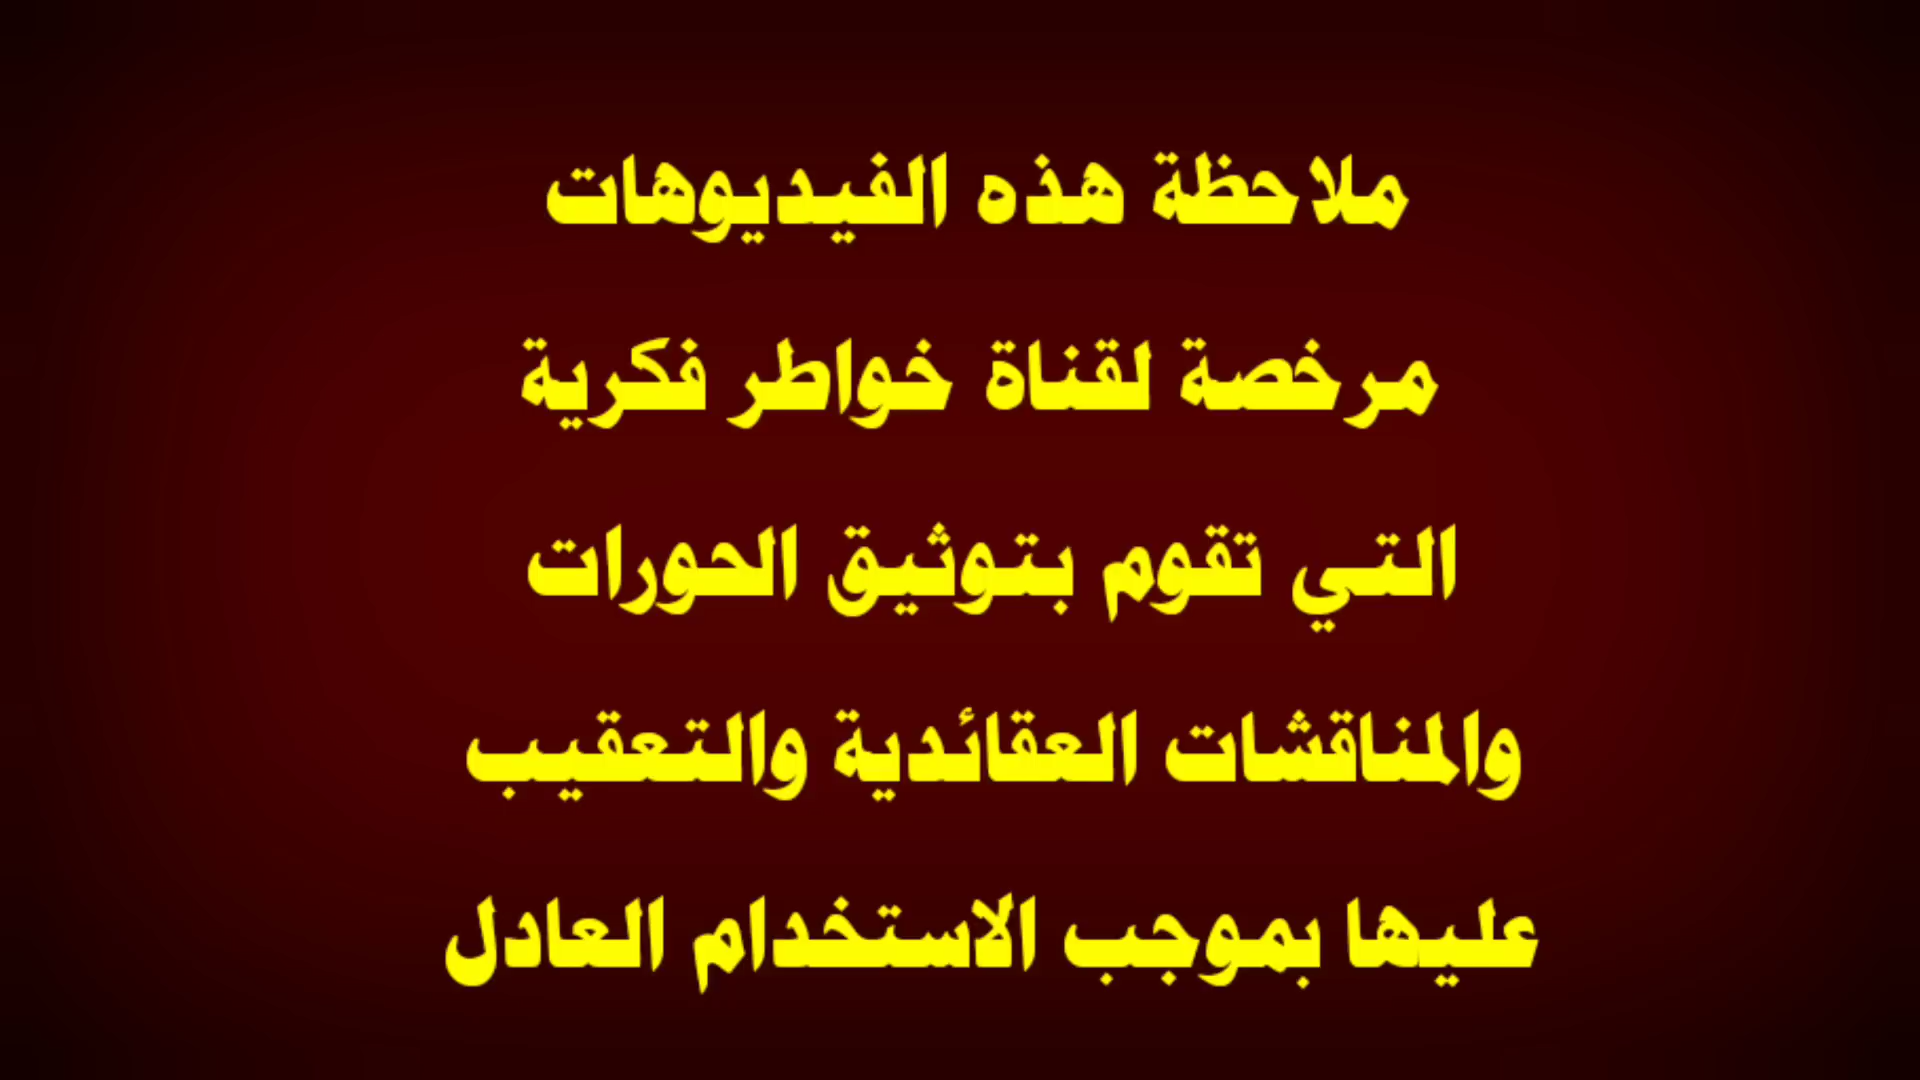 ملاحظة هذه الفيديوهات
مرخصة لقناة خواطر فكرية
التي تقوم بتوثيق الحورات
والمناقشات العقائدية والتعقيب
عليها بموجب الاستخدام العادل